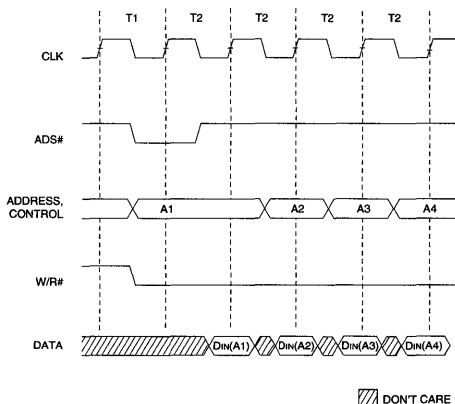 T1 T2 T2 T2 T2
CLK
ADS#
ADDRESS,
CONTROL
A1 A2 A3 A4
W/R#
DATA
DIN(A1) DIN(A2) DIN(A3) DIN(A4)
DON'T CARE